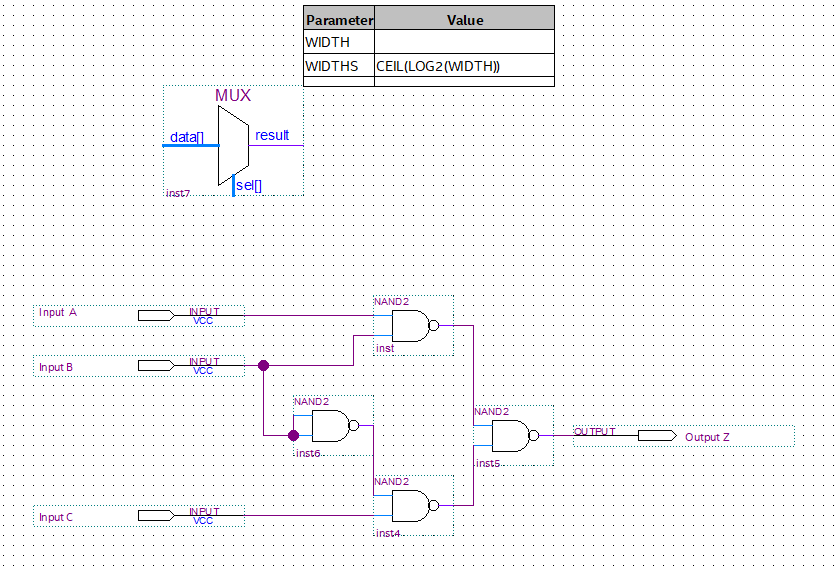 Parameter Value
WIDTH
WIDTHS CEIL(LOG2(WIDTH))
MUX
data[]
result
sel[]
inst7
NAND2
Input A
INPUT
VCC
inst
Input B
INPUT
VCC
NAND2
inst6
NAND2
OUTPUT
Output Z
inst5
NAND2
Input C
INPUT
VCC
inst4